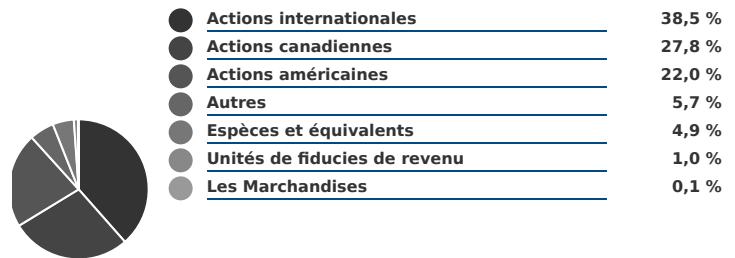 Actions internationales 38,5 %
Actions canadiennes 27,8 %
Actions américaines 22,0 %
Autres 5,7 %
Espèces et équivalents 4,9 %
Unités de fiducies de revenu 1,0 %
Les Marchandises 0,1 %